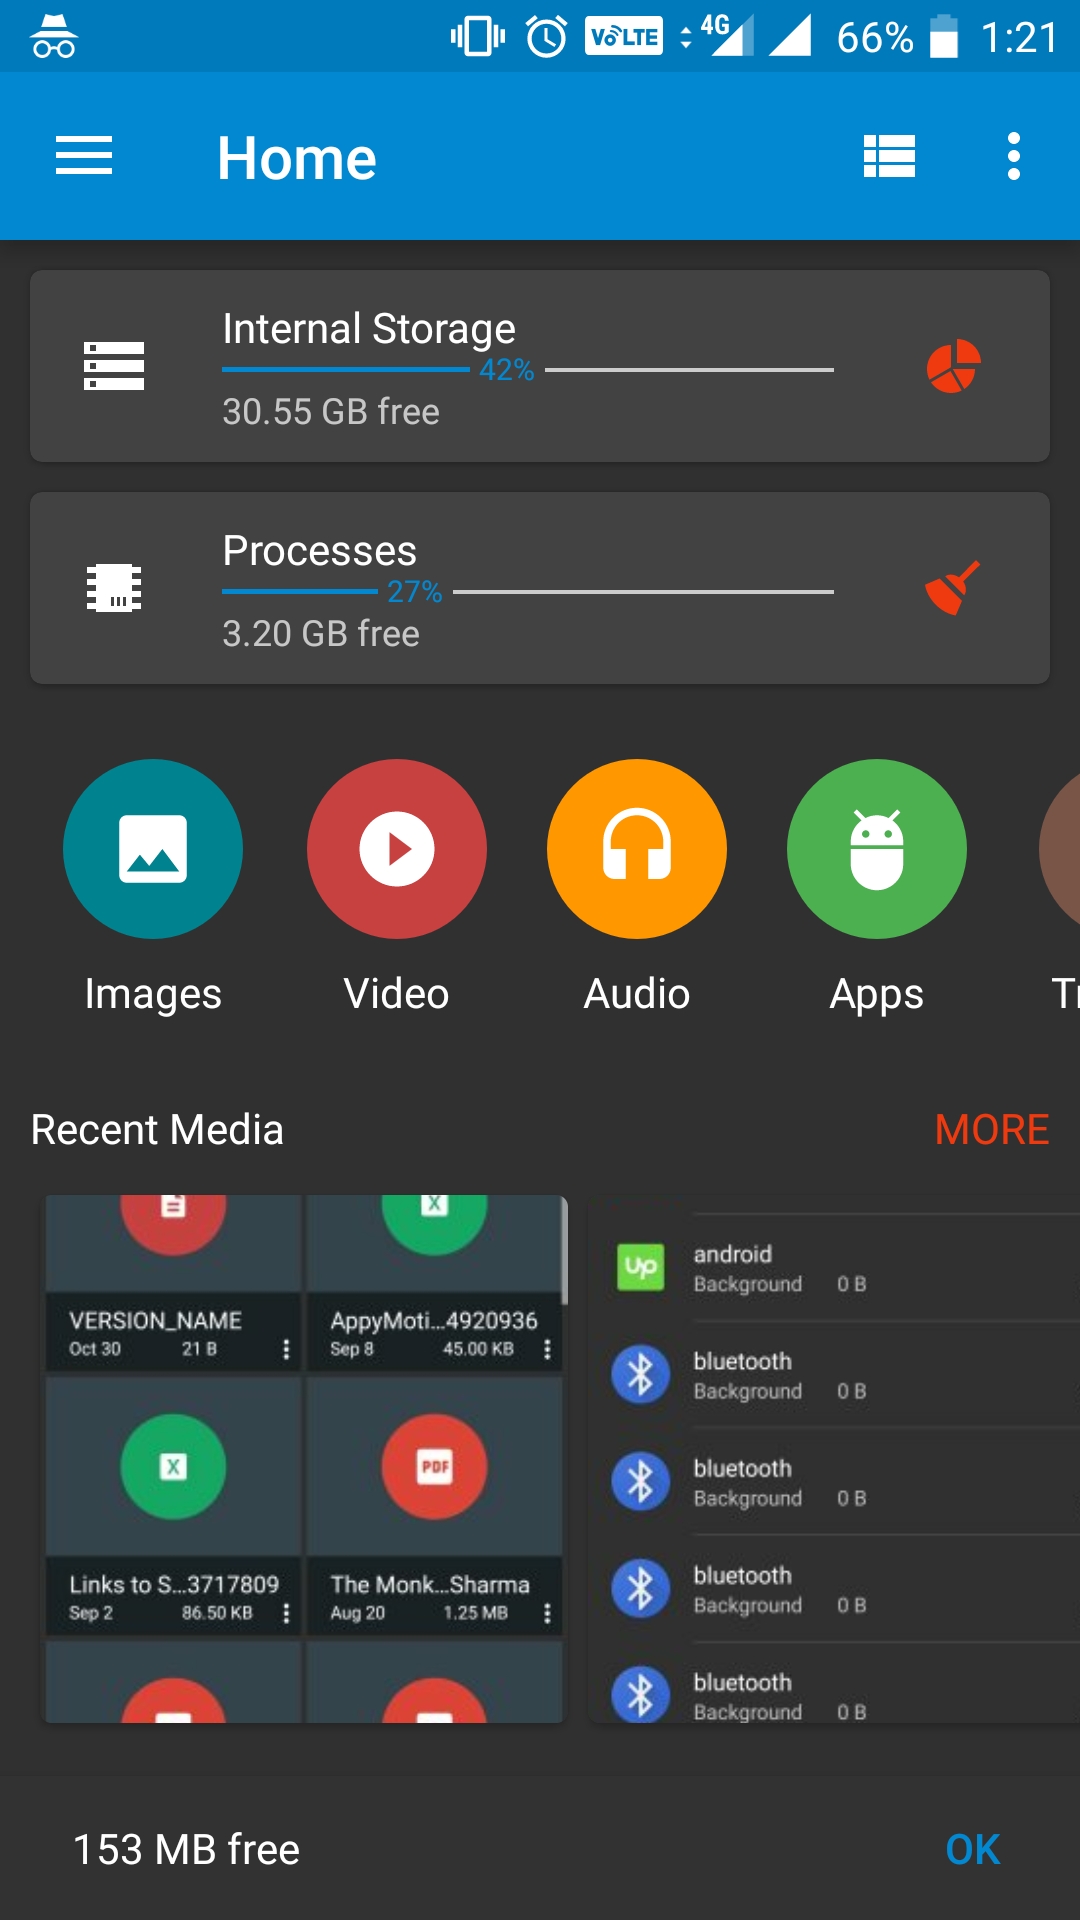 VoLTE 4G 66% 1:21
Home
Internal Storage
42%
30.55 GB free
Processes
27%
3.20 GB free
Images Video Audio Apps
Recent Media MORE
X
VERSION_NAME
Oct 30 21 B
AppyMoti...4920936
Sep 8 45.00 KB
X
PDF
Links to S...3717809
Sep 2 86.50 KB
The Monk...Sharma
Aug 20 1.25 MB
Up
android
Background 0 B
bluetooth
Background 0 B
bluetooth
Background 0 B
bluetooth
Background 0 B
bluetooth
Background 0 B
153 MB free OK